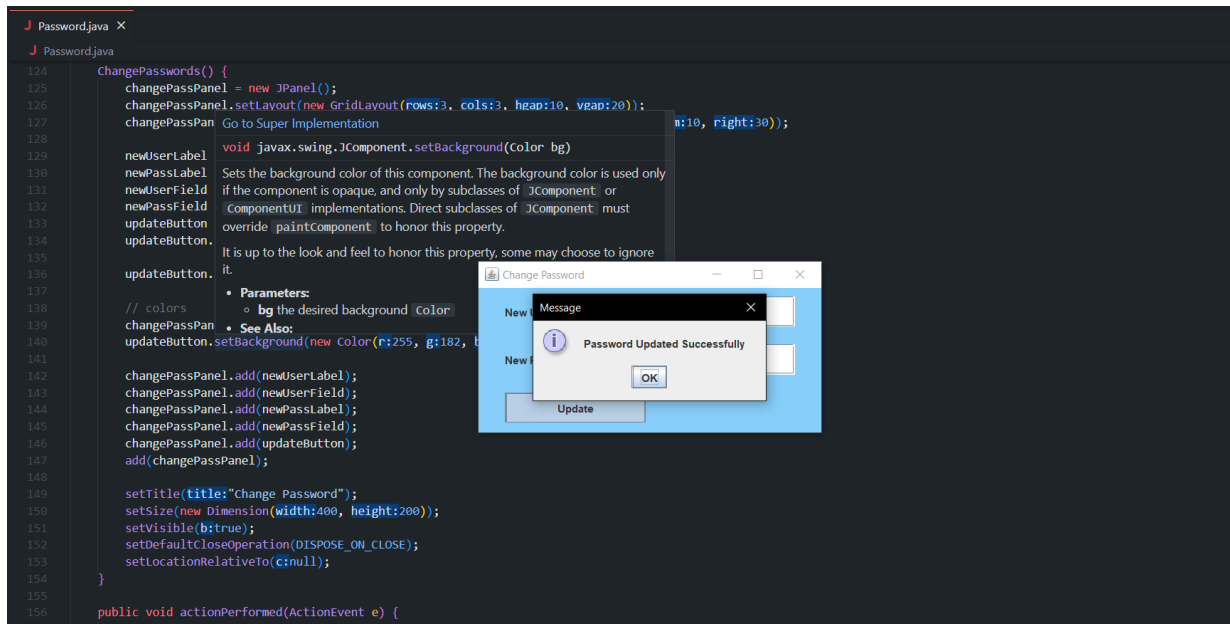 J Password.java ×
J Password.java
124 ChangePasswords() {
125 changePassPanel = new JPanel();
126 changePassPanel.setLayout(new GridLayout(rows:3, cols:3, hgap:10, vgap:20));
127 changePassPan m:10, right:30));
Go to Super Implementation
128
void javax.swing.JComponent.setBackground(Color bg)
129 newUserLabel
130 newPassLabel
Sets the background color of this component. The background color is used only
131 newUserField
if the component is opaque, and only by subclasses of JComponent or
132 newPassField
ComponentUI implementations. Direct subclasses of JComponent must
133 updateButton
override paintComponent to honor this property.
134 updateButton.
135
It is up to the look and feel to honor this property, some may choose to ignore
it.
136 updateButton.
137
• Parameters:
◦ bg the desired background Color
• See Also:
138 // colors
139 changePassPan
140 updateButton.setBackground(new Color(r:255, g:182,
141
142 changePassPanel.add(newUserLabel);
143 changePassPanel.add(newUserField);
144 changePassPanel.add(newPassLabel);
145 changePassPanel.add(newPassField);
146 changePassPanel.add(updateButton);
147 add(changePassPanel);
148
149 setTitle(title:"Change Password");
150 setSize(new Dimension(width:400, height:200));
151 setVisible(b:true);
152 setDefaultCloseOperation(DISPOSE_ON_CLOSE);
153 setLocationRelativeTo(c:null);
154 }
155
156 public void actionPerformed(ActionEvent e) {
Change Password
New
Message
Password Updated Successfully
New
OK
Update